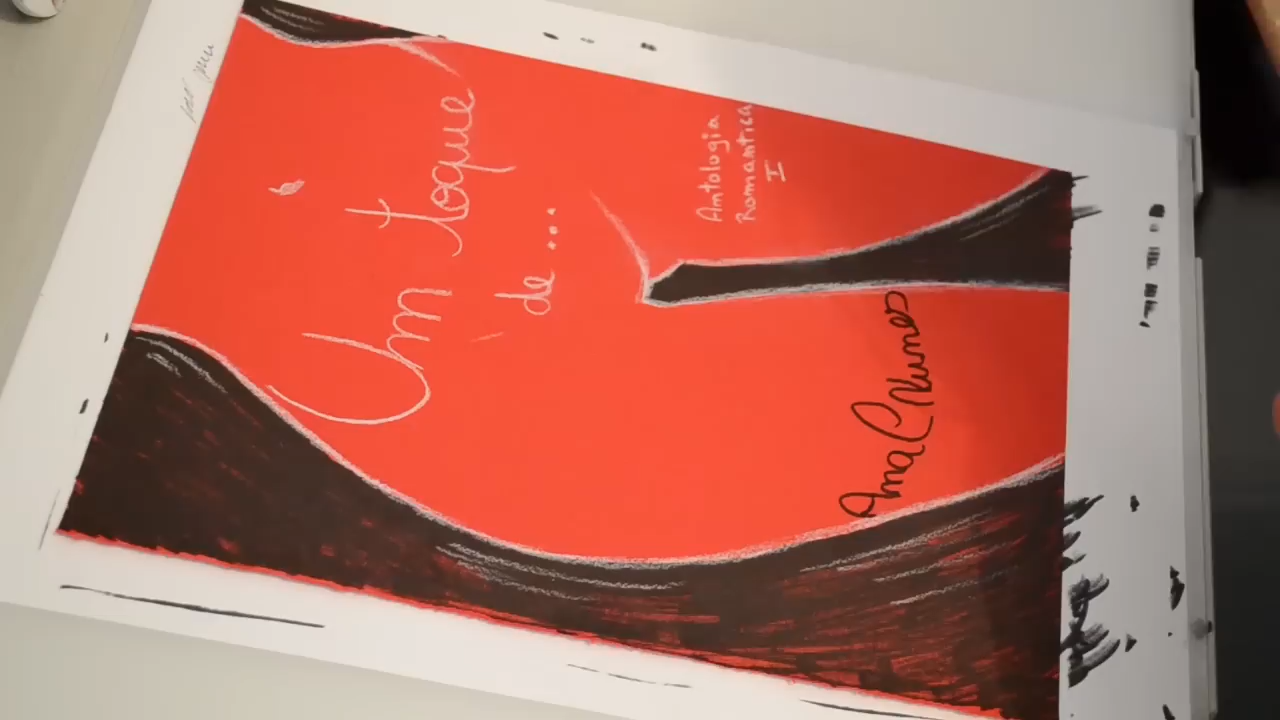 Um toque
de...
Antologia
Romantica
I
Ana C Nunes